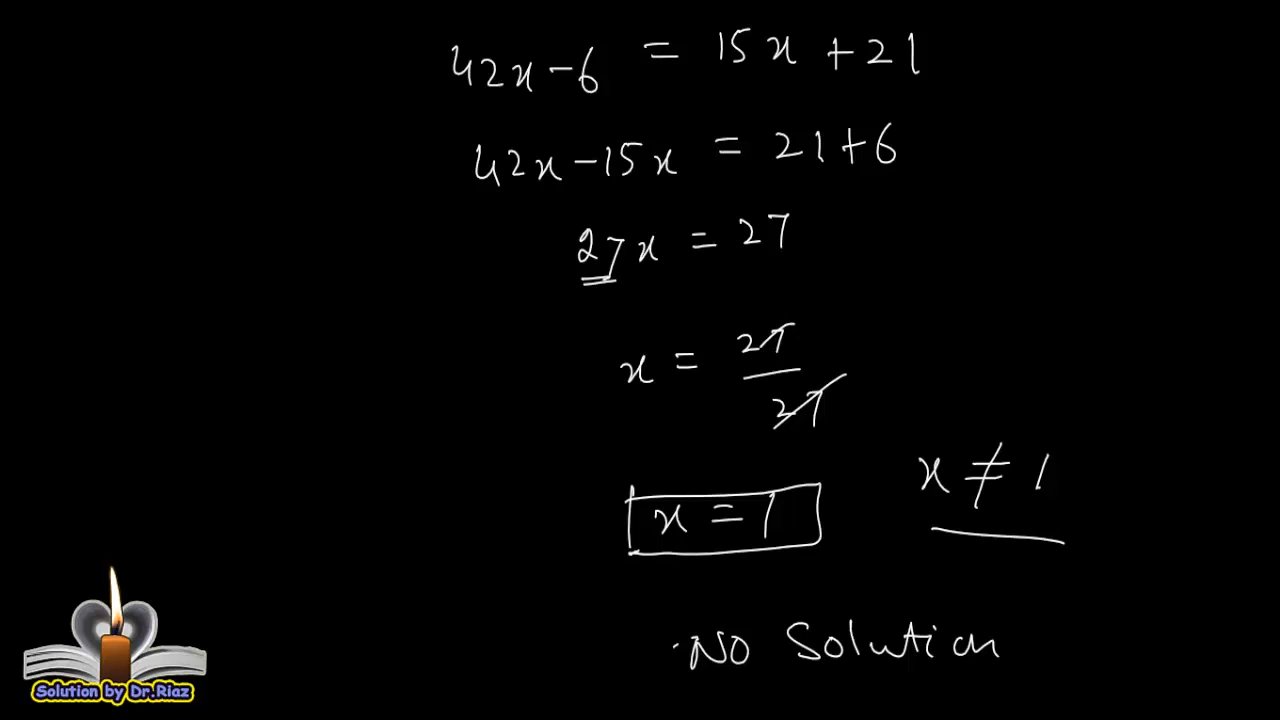 42x - 6 = 15x + 21
42x - 15x = 21 + 6
27x = 27
x = 27/27
x = 1
x ≠ 1
No Solution
Solution by Dr.Riaz